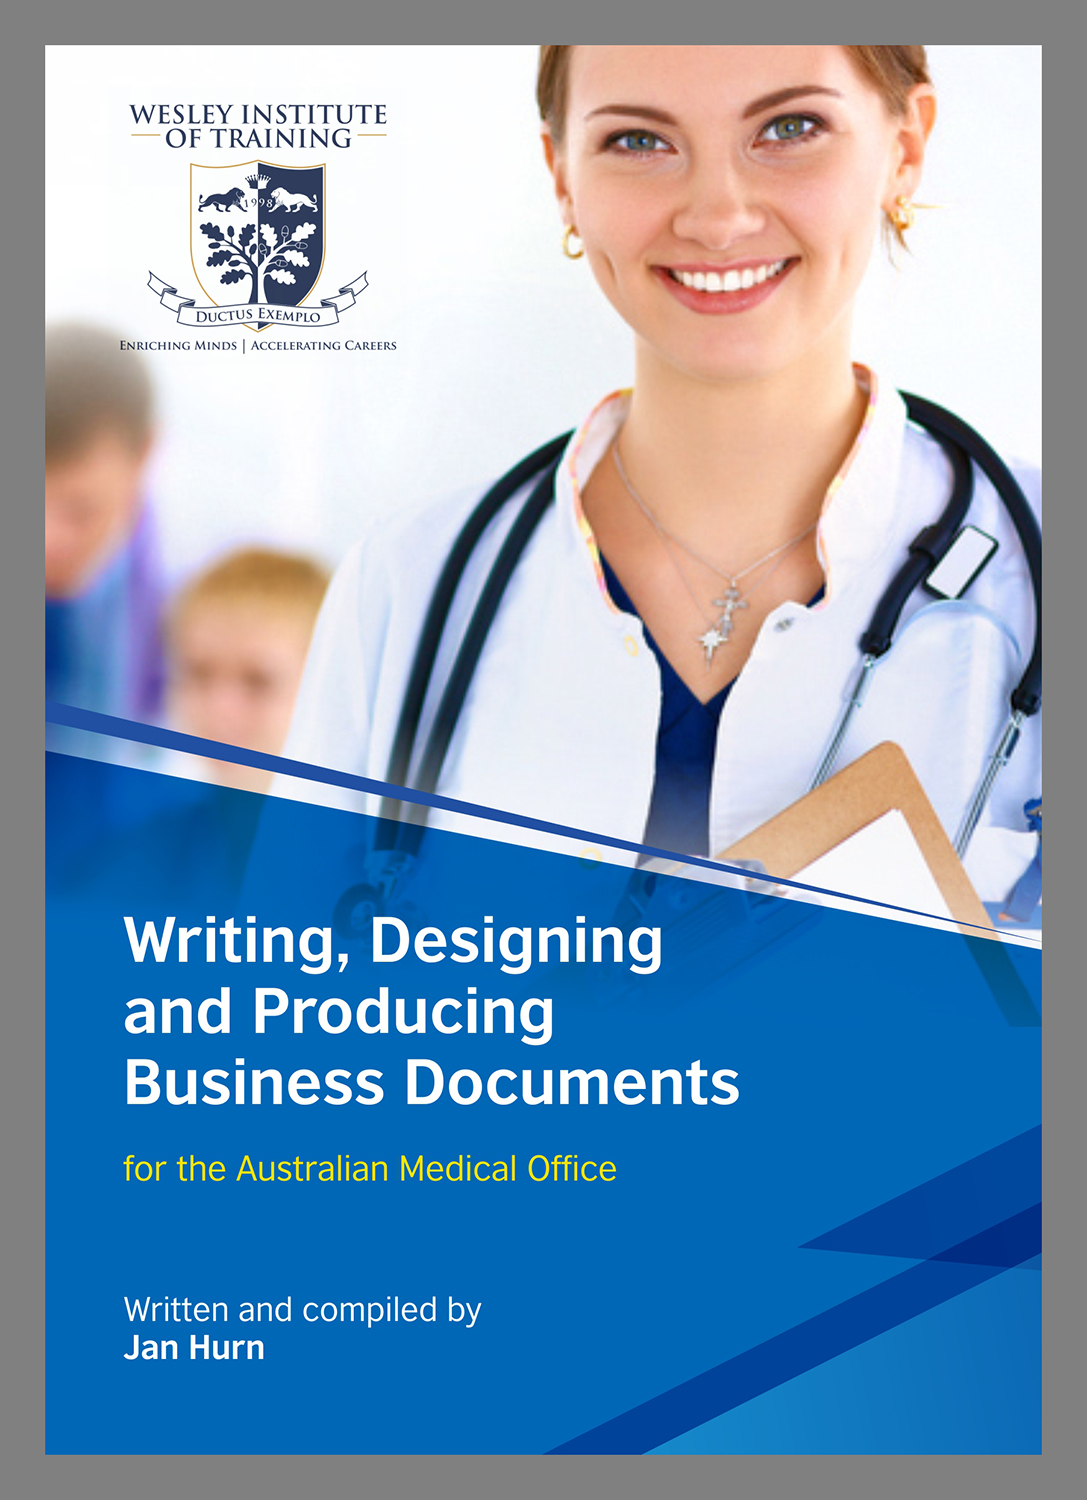 WESLEY INSTITUTE
OF TRAINING
1998
DUCTUS EXEMPLO
ENRICHING MINDS | ACCELERATING CAREERS
Writing, Designing
and Producing
Business Documents
for the Australian Medical Office
Written and compiled by
Jan Hurn